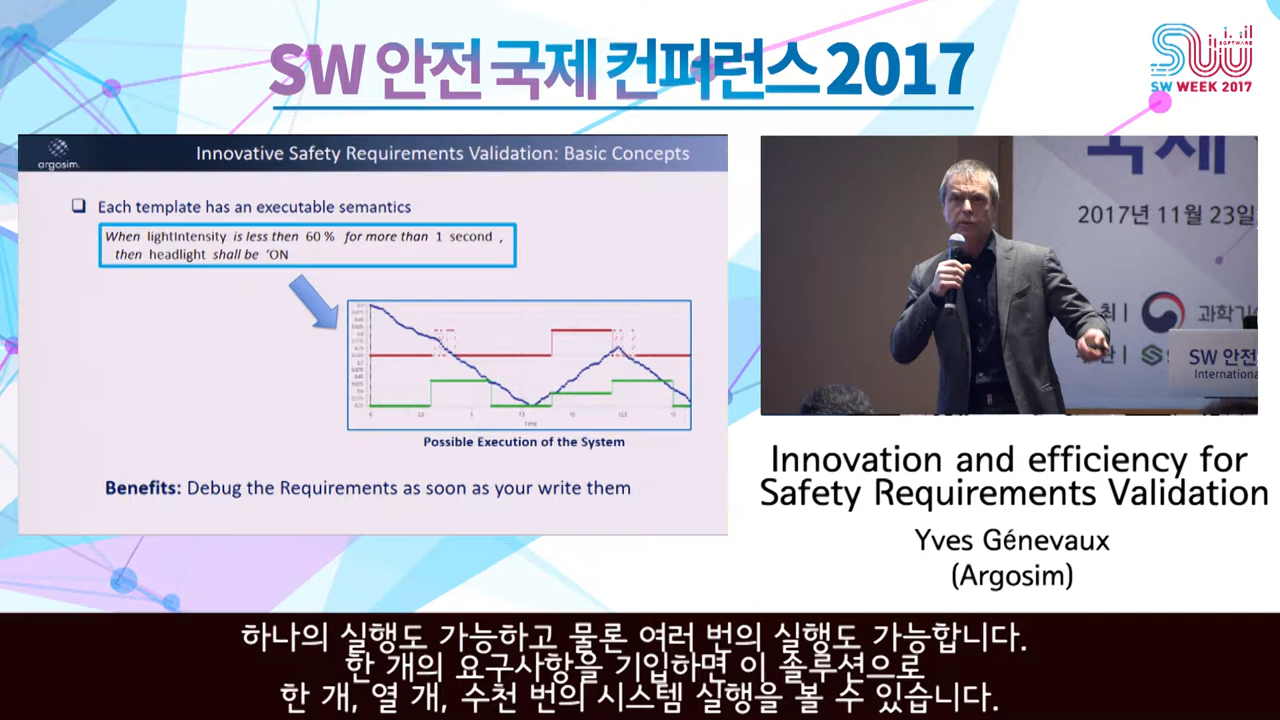 SW 안전 국제 컨퍼런스 2017
SOFTWARE
SW WEEK 2017
argosim
Innovative Safety Requirements Validation: Basic Concepts
Each template has an executable semantics
When lightIntensity is less then 60 % for more than 1 second ,
then headlight shall be ‘ON
Time
Possible Execution of the System
Benefits: Debug the Requirements as soon as your write them
국제
2017년 11월 23일
최 |
과학기
관 |
SW 안전
Internationa
Innovation and efficiency for
Safety Requirements Validation
Yves Génevaux
(Argosim)
하나의 실행도 가능하고 물론 여러 번의 실행도 가능합니다.
한 개의 요구사항을 기입하면 이 솔루션으로
한 개, 열 개, 수천 번의 시스템 실행을 볼 수 있습니다.